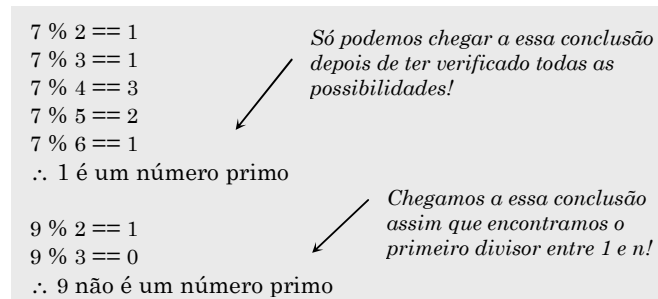 7 % 2 == 1
7 % 3 == 1
7 % 4 == 3
7 % 5 == 2
7 % 6 == 1
∴ 1 é um número primo
Só podemos chegar a essa conclusão
depois de ter verificado todas as
possibilidades!
9 % 2 == 1
9 % 3 == 0
∴ 9 não é um número primo
Chegamos a essa conclusão
assim que encontramos o
primeiro divisor entre 1 e n!